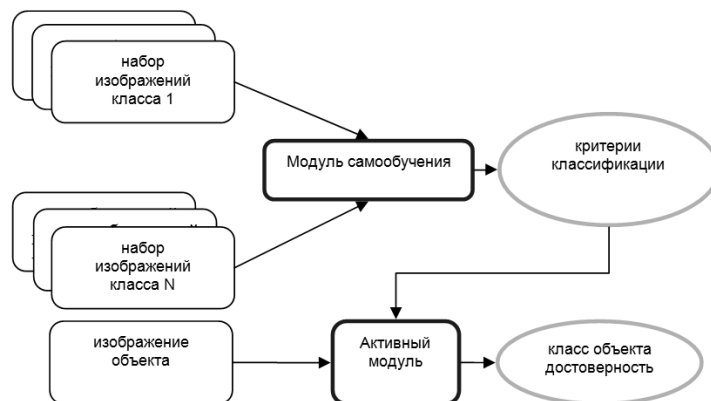 набор
изображений
класса 1
Модуль самообучения
критерии
классификации
набор
изображений
класса N
изображение
объекта
Активный
модуль
класс объекта
достоверность